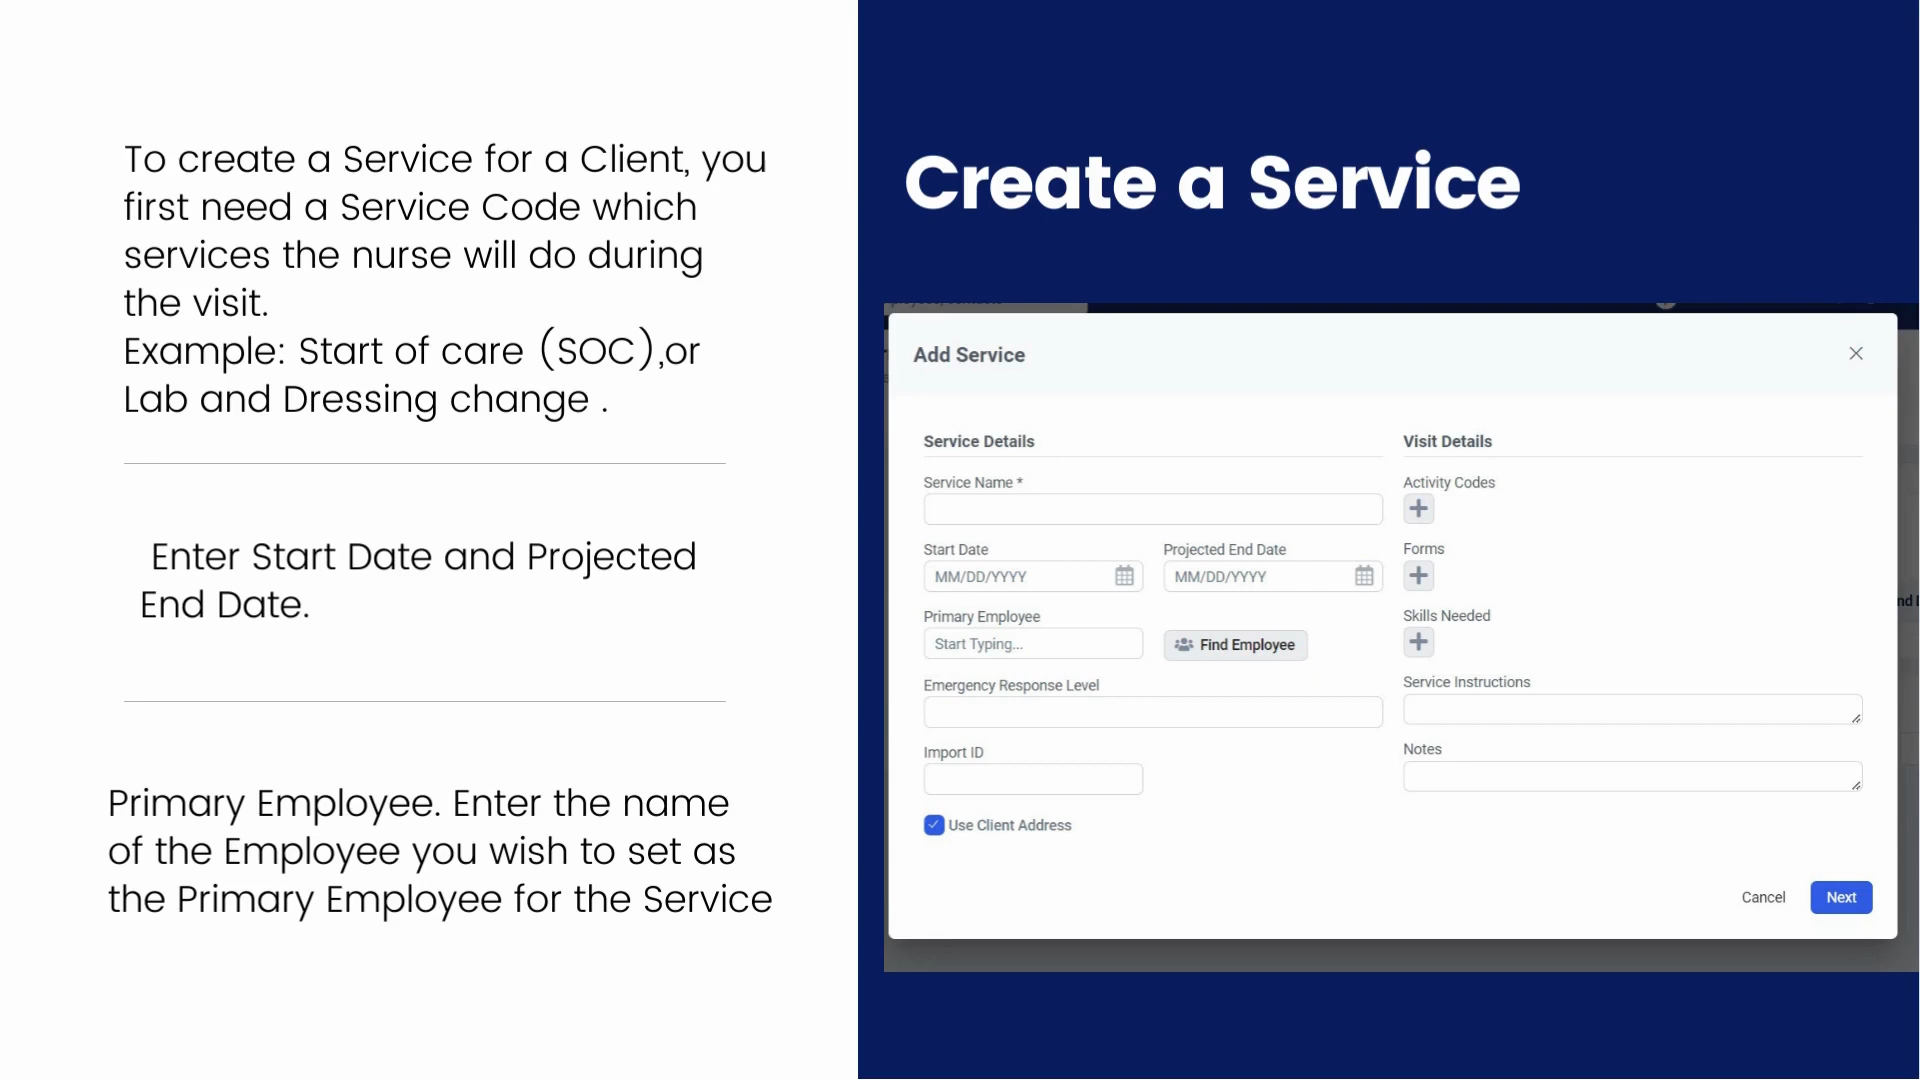 To create a Service for a Client, you
first need a Service Code which
services the nurse will do during
the visit.
Example: Start of care (SOC),or
Lab and Dressing change .
Enter Start Date and Projected
End Date.
Primary Employee. Enter the name
of the Employee you wish to set as
the Primary Employee for the Service
Create a Service
Add Service
Service Details
Service Name *
Start Date
Projected End Date
MM/DD/YYYY
MM/DD/YYYY
Primary Employee
Start Typing...
Find Employee
Emergency Response Level
Import ID
Use Client Address
Visit Details
Activity Codes
Forms
Skills Needed
Service Instructions
Notes
Cancel
Next